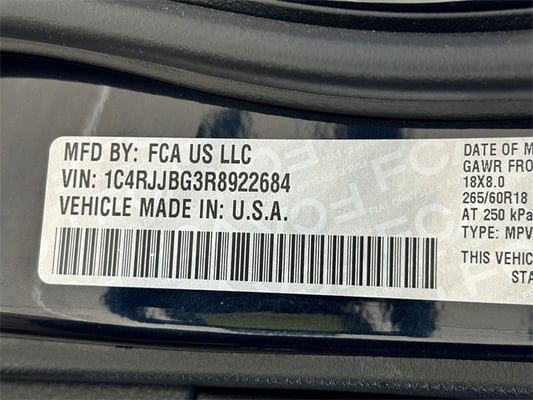 MFD BY: FCA US LLC
VIN: 1C4RJJBG3R8922684
VEHICLE MADE IN: U.S.A.
DATE OF M
GAWR FRO
18X8.0
265/60R18
AT 250 kPa
TYPE: MPV
THIS VEHIC
STA